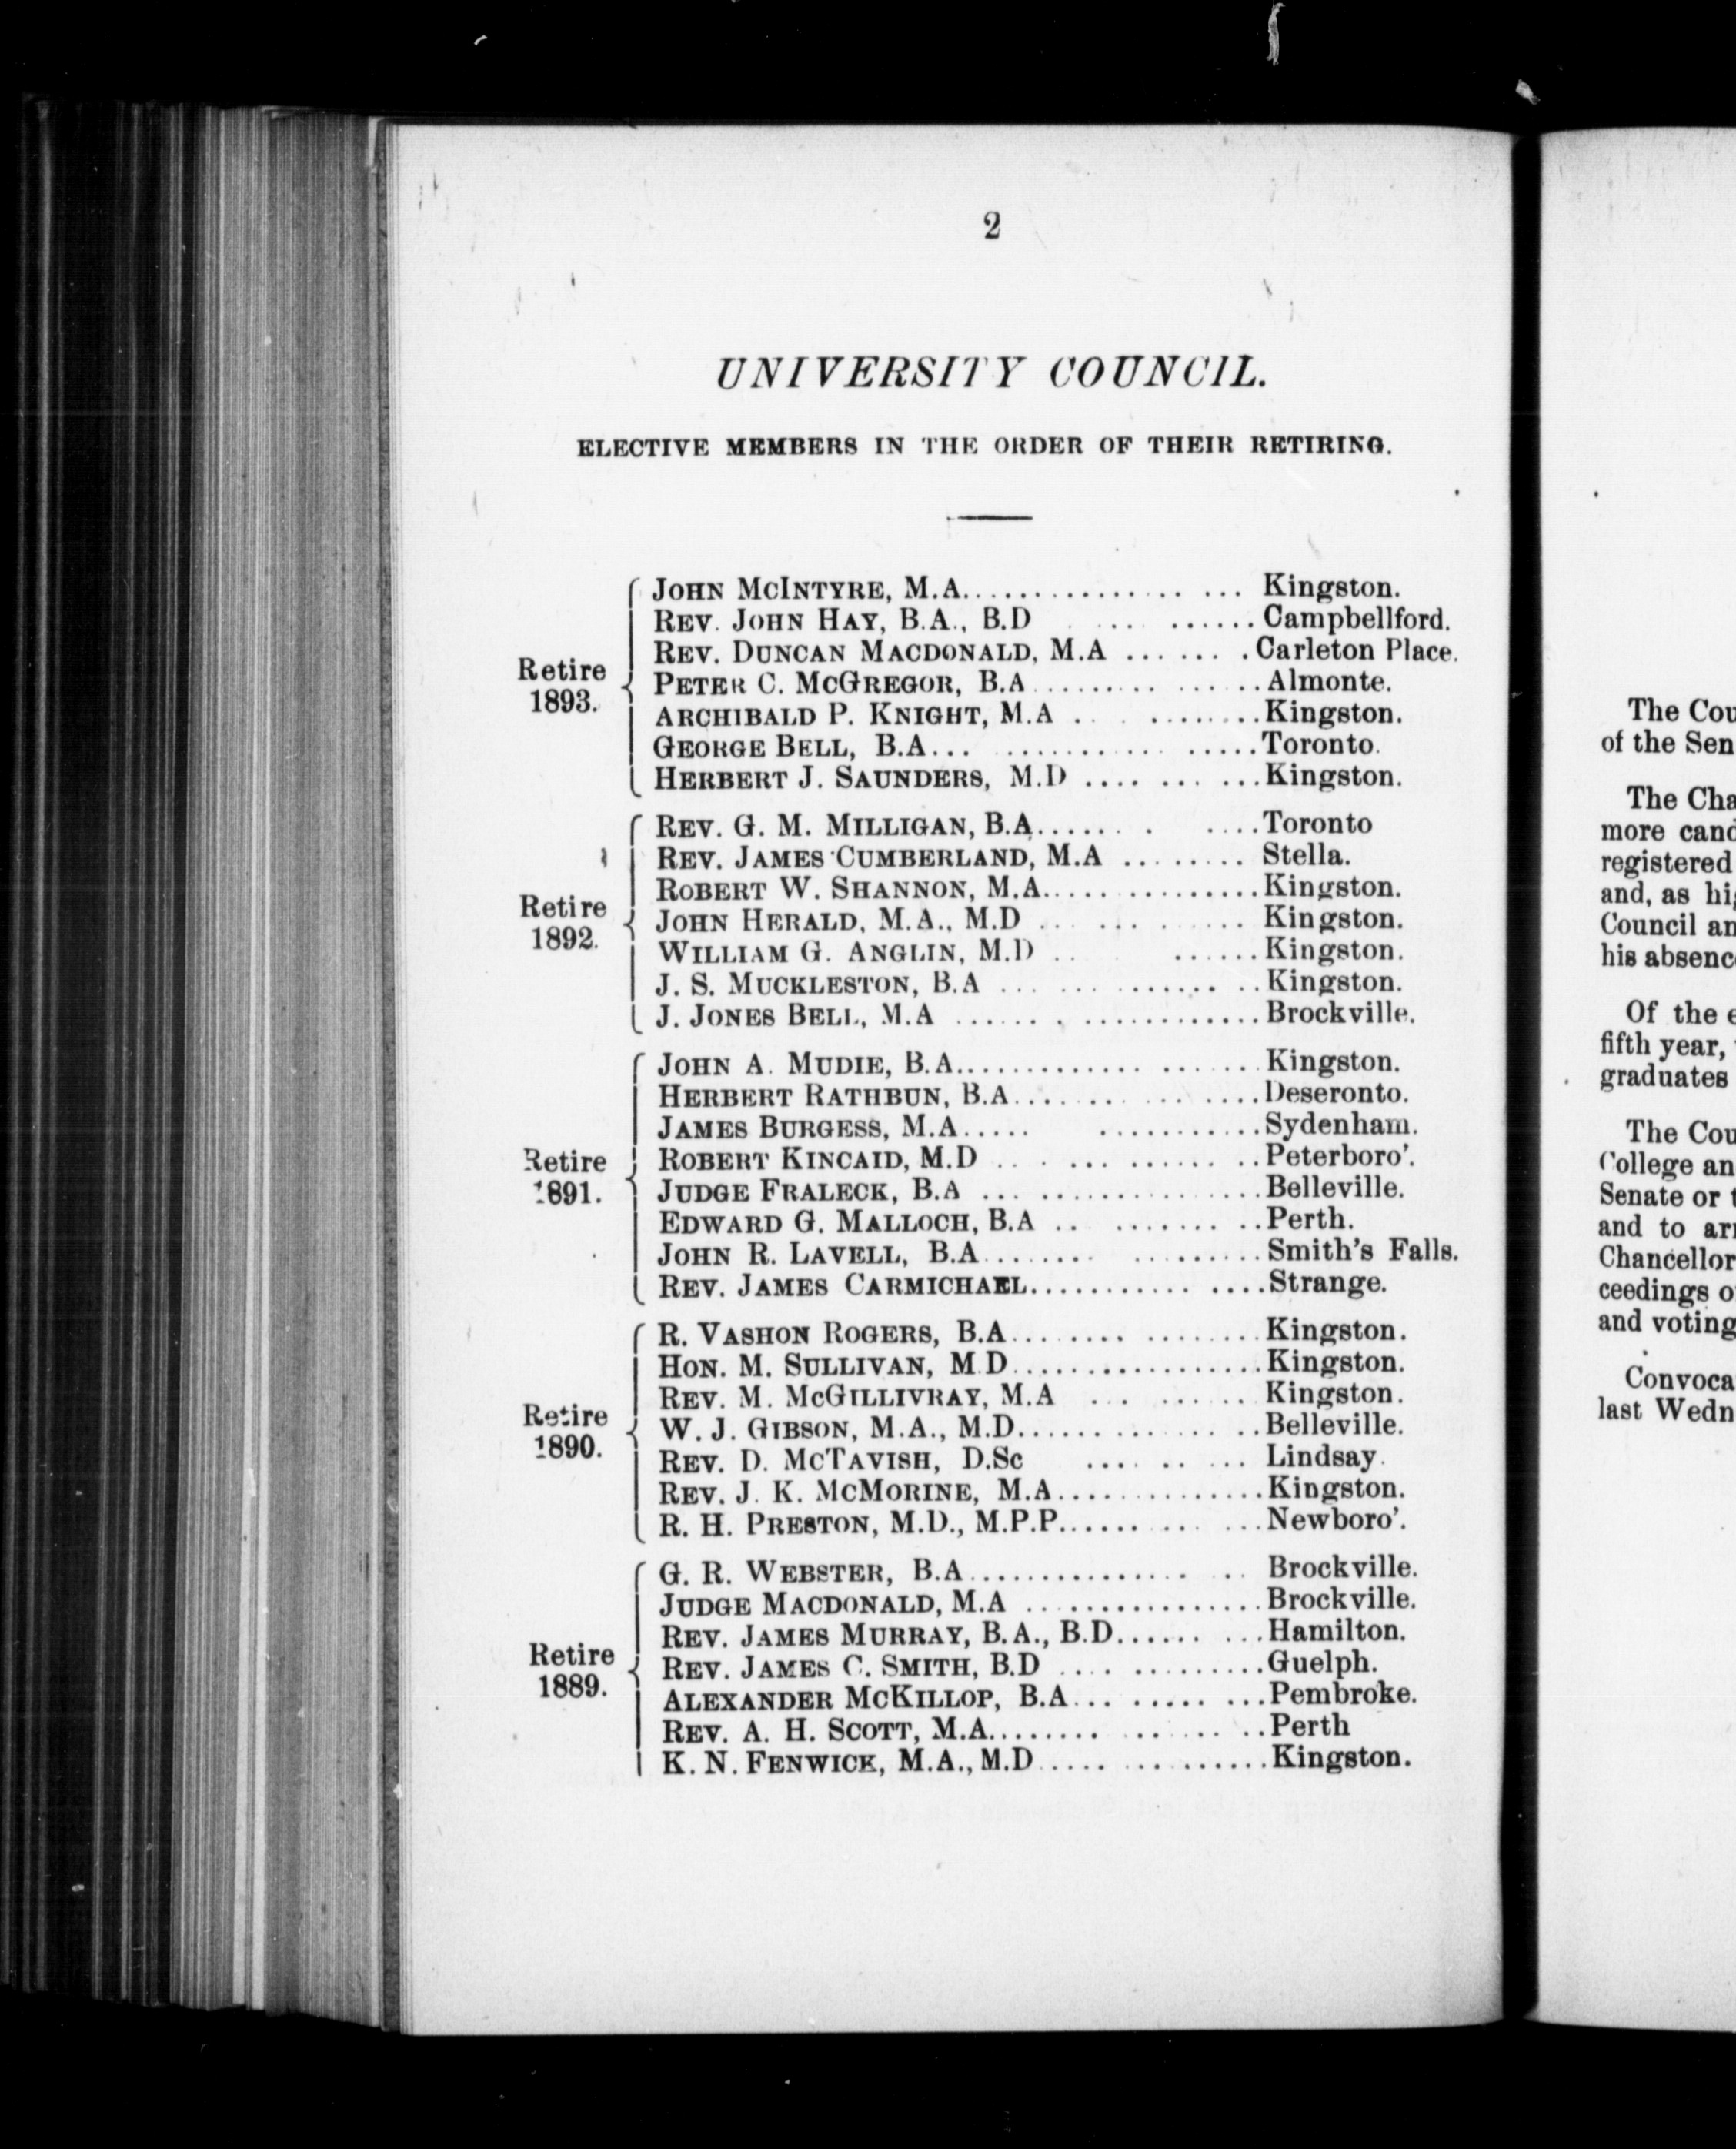 2
UNIVERSITY COUNCIL.
ELECTIVE MEMBERS IN THE ORDER OF THEIR RETIRING.
Retire 1893.
JOHN MCINTYRE, M.A. Kingston.
REV. JOHN HAY, B.A., B.D Campbellford.
REV. DUNCAN MACDONALD, M.A Carleton Place.
PETER C. MCGREGOR, B.A Almonte.
ARCHIBALD P. KNIGHT, M.A Kingston.
GEORGE BELL, B.A Toronto.
HERBERT J. SAUNDERS, M.D Kingston.
Retire 1892.
REV. G. M. MILLIGAN, B.A. Toronto
REV. JAMES CUMBERLAND, M.A Stella.
ROBERT W. SHANNON, M.A. Kingston.
JOHN HERALD, M.A., M.D Kingston.
WILLIAM G. ANGLIN, M.D Kingston.
J. S. MUCKLESTON, B.A Kingston.
J. JONES BELL, M.A Brockville.
Retire 1891.
JOHN A. MUDIE, B.A. Kingston.
HERBERT RATHBUN, B.A Deseronto.
JAMES BURGESS, M.A Sydenham.
ROBERT KINCAID, M.D Peterboro'.
JUDGE FRALECK, B.A Belleville.
EDWARD G. MALLOCH, B.A Perth.
JOHN R. LAVELL, B.A Smith's Falls.
REV. JAMES CARMICHAEL Strange.
Retire 1890.
R. VASHON ROGERS, B.A Kingston.
HON. M. SULLIVAN, M.D Kingston.
REV. M. MCGILLIVRAY, M.A Kingston.
W. J. GIBSON, M.A., M.D. Belleville.
REV. D. MCTAVISH, D.Sc Lindsay.
REV. J. K. MCMORINE, M.A Kingston.
R. H. PRESTON, M.D., M.P.P. Newboro'.
Retire 1889.
G. R. WEBSTER, B.A Brockville.
JUDGE MACDONALD, M.A Brockville.
REV. JAMES MURRAY, B.A., B.D. Hamilton.
REV. JAMES C. SMITH, B.D Guelph.
ALEXANDER MCKILLOP, B.A Pembroke.
REV. A. H. SCOTT, M.A. Perth
K. N. FENWICK, M.A., M.D Kingston.
The Cou
of the Sen
The Cha
more cand
registered
and, as hi
Council an
his absenc
Of the e
fifth year,
graduates
The Cou
College an
Senate or t
and to arr
Chancellor
ceedings o
and voting
Convoca
last Wedn